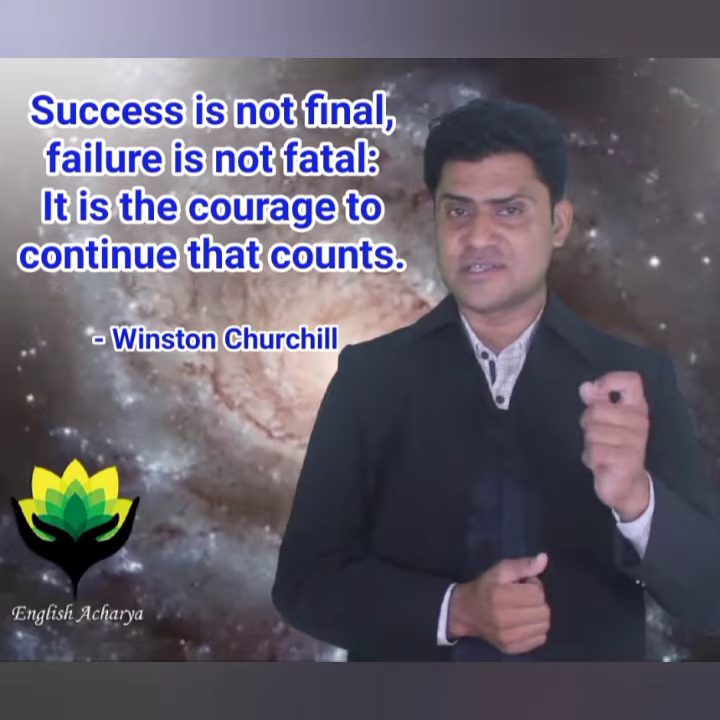 Success is not final,
failure is not fatal:
It is the courage to
continue that counts.
- Winston Churchill
English Acharya